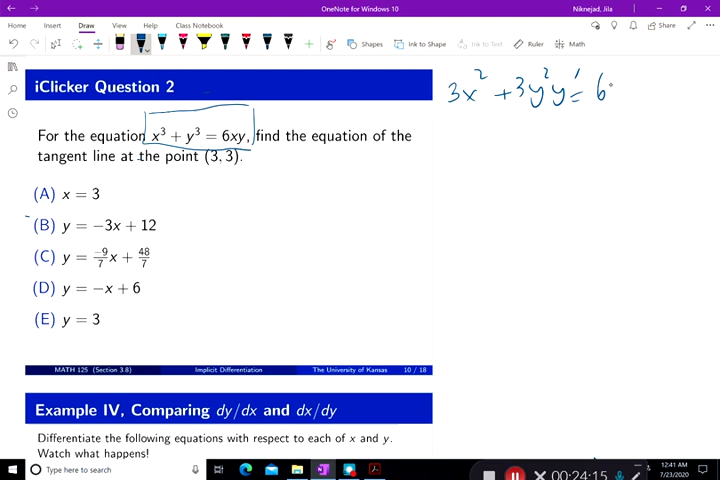 OneNote for Windows 10
Niknejad, Jila
Home Insert Draw View Help Class Notebook
Share
Shapes Ink to Shape Ink to Text Ruler Math
iClicker Question 2
3x² + 3y²y′ = 6
For the equation x³ + y³ = 6xy, find the equation of the
tangent line at the point (3, 3).
(A) x = 3
(B) y = −3x + 12
(C) y = −9/7 x + 48/7
(D) y = −x + 6
(E) y = 3
MATH 125 (Section 3.8) Implicit Differentiation The University of Kansas 10 / 18
Example IV, Comparing dy/dx and dx/dy
Differentiate the following equations with respect to each of x and y.
Watch what happens!
Type here to search
00:24:15
12:41 AM
7/23/2020